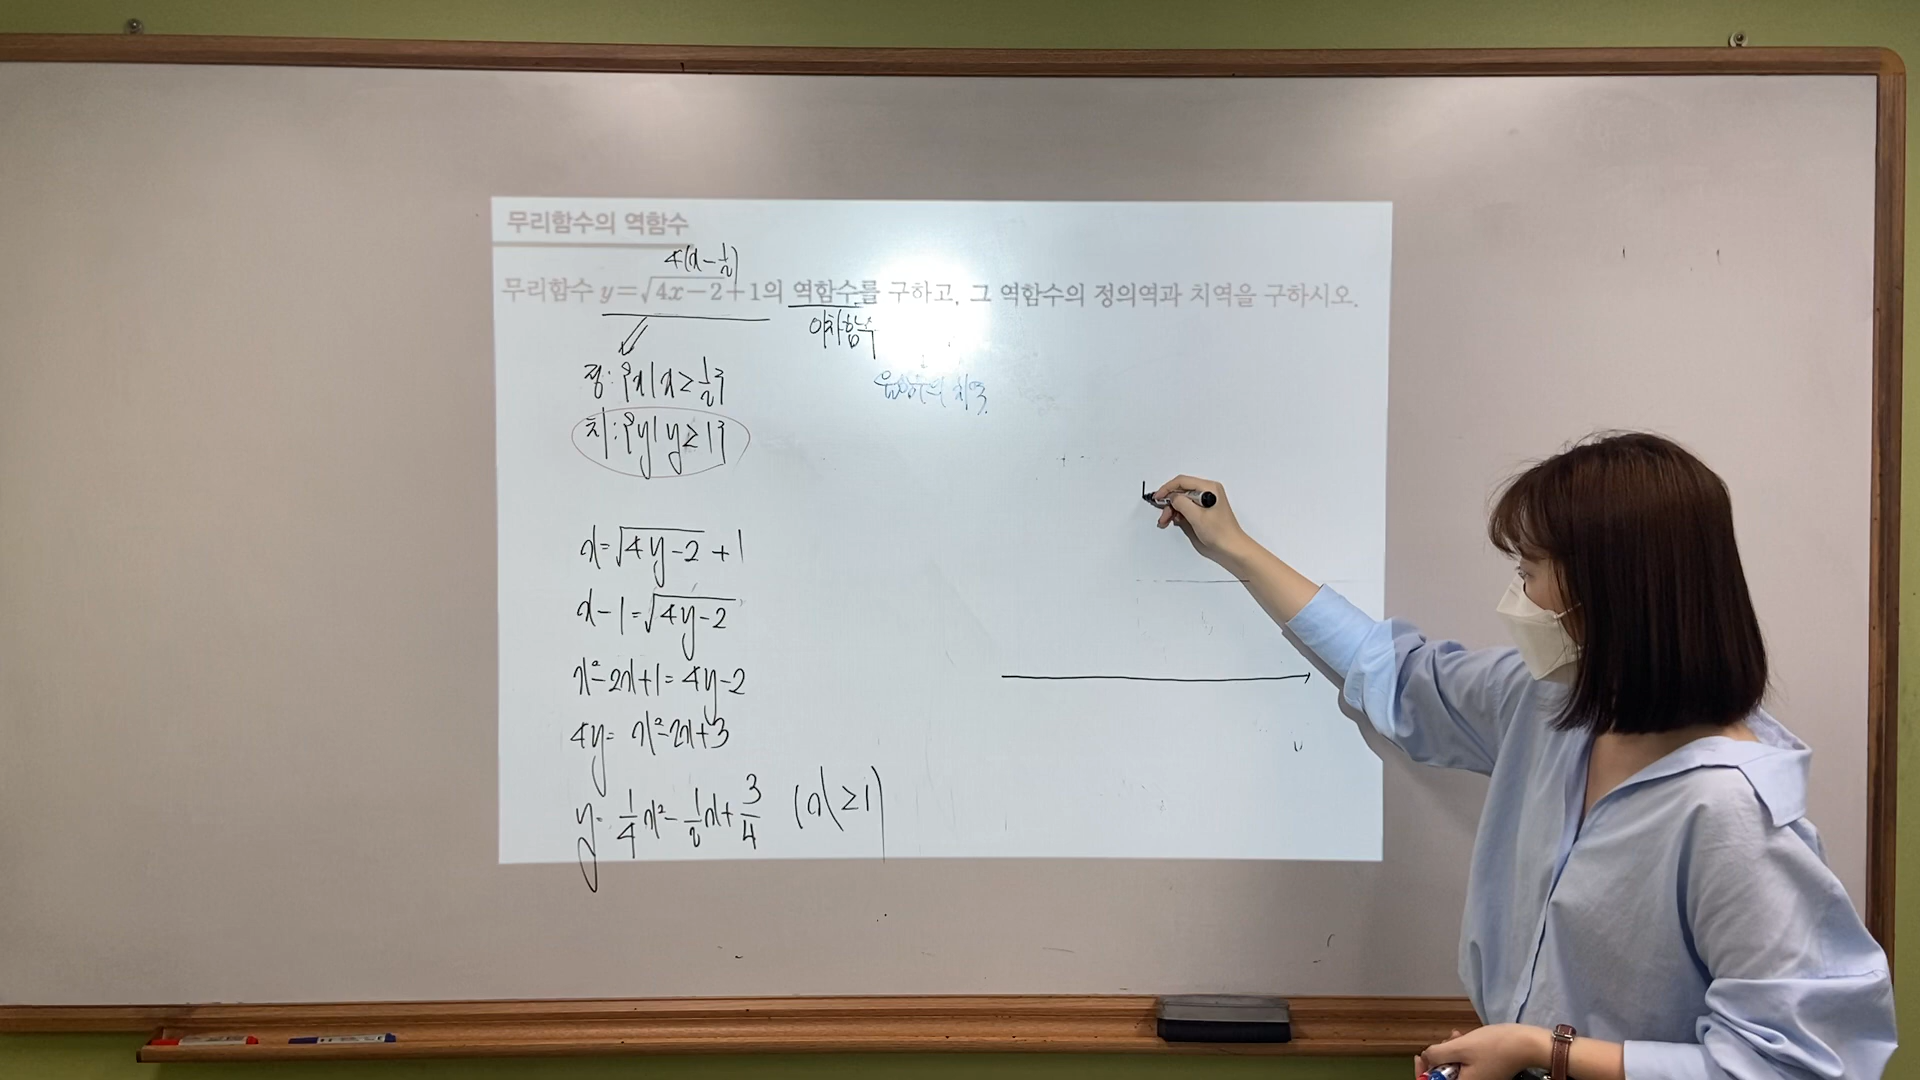 무리함수의 역함수
4(x-1/2)
무리함수 y=√4x-2+1의 역함수를 구하고, 그 역함수의 정의역과 치역을 구하시오.
이차함수
정: {x|x≥1/2}
치: {y|y≥1}
x=√4y-2+1
x-1=√4y-2
x²-2x+1=4y-2
4y=x²-2x+3
y=1/4x²-1/2x+3/4 (x≥1)